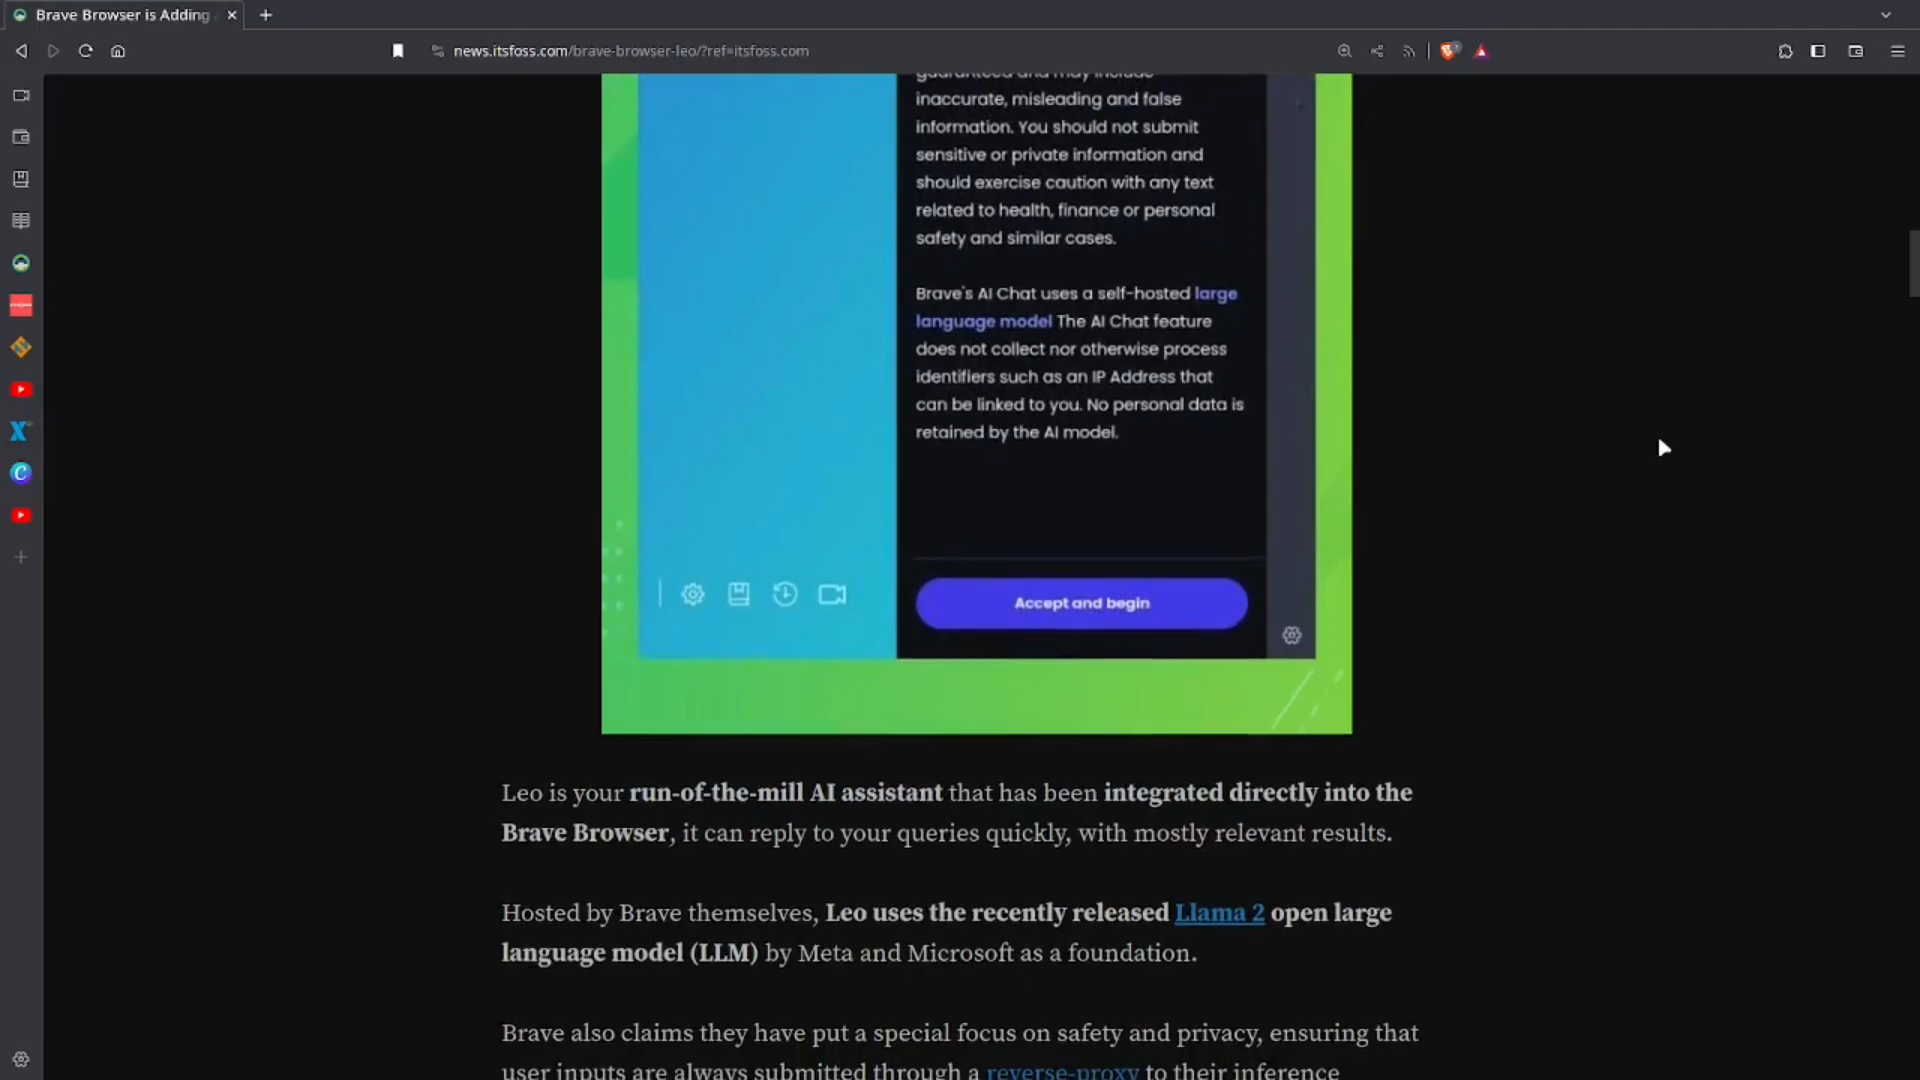 Brave Browser is Adding
news.itsfoss.com/brave-browser-leo/?ref=itsfoss.com
guaranteed and may include
inaccurate, misleading and false
information. You should not submit
sensitive or private information and
should exercise caution with any text
related to health, finance or personal
safety and similar cases.
Brave's AI Chat uses a self-hosted large
language model The AI Chat feature
does not collect nor otherwise process
identifiers such as an IP Address that
can be linked to you. No personal data is
retained by the AI model.
Accept and begin
Leo is your run-of-the-mill AI assistant that has been integrated directly into the
Brave Browser, it can reply to your queries quickly, with mostly relevant results.
Hosted by Brave themselves, Leo uses the recently released Llama 2 open large
language model (LLM) by Meta and Microsoft as a foundation.
Brave also claims they have put a special focus on safety and privacy, ensuring that
user inputs are always submitted through a reverse-proxy to their inference